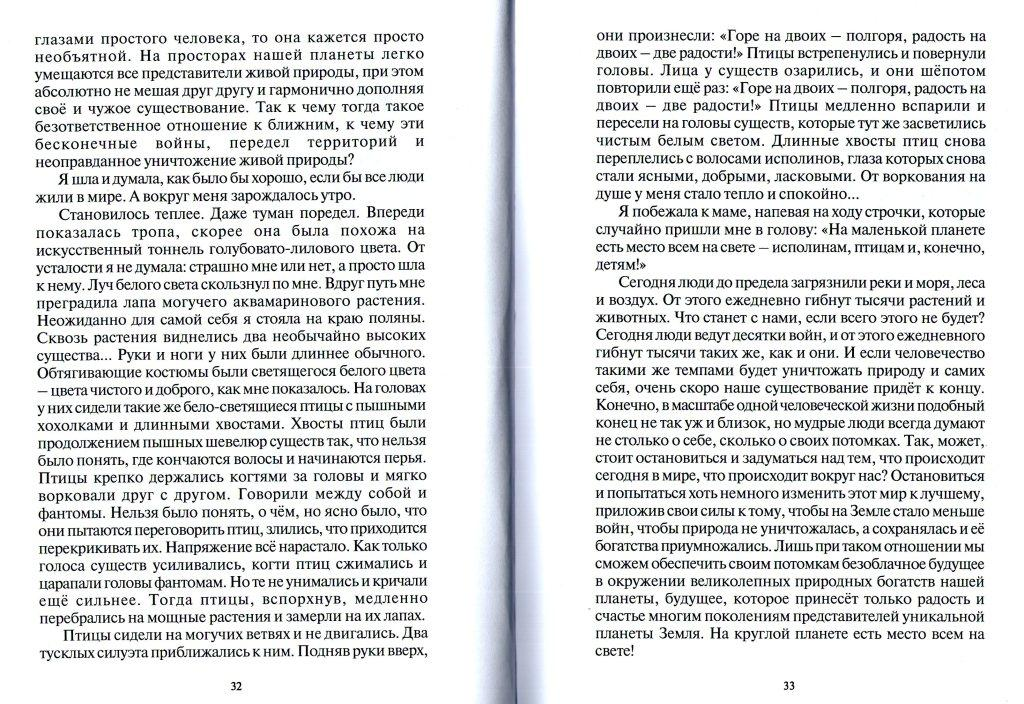 глазами простого человека, то она кажется просто
необъятной. На просторах нашей планеты легко
умещаются все представители живой природы, при этом
абсолютно не мешая друг другу и гармонично дополняя
своё и чужое существование. Так к чему тогда такое
безответственное отношение к ближним, к чему эти
бесконечные войны, передел территорий и
неоправданное уничтожение живой природы?
Я шла и думала, как было бы хорошо, если бы все люди
жили в мире. А вокруг меня зарождалось утро.
Становилось теплее. Даже туман поредел. Впереди
показалась тропа, скорее она была похожа на
искусственный тоннель голубовато-лилового цвета. От
усталости я не думала: страшно мне или нет, а просто шла
к нему. Луч белого света скользнул по мне. Вдруг путь мне
преградила лапа могучего аквамаринового растения.
Неожиданно для самой себя я стояла на краю поляны.
Сквозь растения виднелись два необычайно высоких
существа... Руки и ноги у них были длиннее обычного.
Обтягивающие костюмы были светящегося белого цвета
– цвета чистого и доброго, как мне показалось. На головах
у них сидели такие же бело-светящиеся птицы с пышными
хохолками и длинными хвостами. Хвосты птиц были
продолжением пышных шевелюр существ так, что нельзя
было понять, где кончаются волосы и начинаются перья.
Птицы крепко держались когтями за головы и мягко
ворковали друг с другом. Говорили между собой и
фантомы. Нельзя было понять, о чём, но ясно было, что
они пытаются переговорить птиц, злились, что приходится
перекрикивать их. Напряжение всё нарастало. Как только
голоса существ усиливались, когти птиц сжимались и
царапали головы фантомам. Но те не унимались и кричали
ещё сильнее. Тогда птицы, вспорхнув, медленно
перебрались на мощные растения и замерли на их лапах.
Птицы сидели на могучих ветвях и не двигались. Два
тусклых силуэта приближались к ним. Подняв руки вверх,
32
они произнесли: «Горе на двоих – полгоря, радость на
двоих – две радости!» Птицы встрепенулись и повернули
головы. Лица у существ озарились, и они шёпотом
повторили ещё раз: «Горе на двоих – полгоря, радость на
двоих – две радости!» Птицы медленно вспарили и
пересели на головы существ, которые тут же засветились
чистым белым светом. Длинные хвосты птиц снова
переплелись с волосами исполинов, глаза которых снова
стали ясными, добрыми, ласковыми. От воркования на
душе у меня стало тепло и спокойно...
Я побежала к маме, напевая на ходу строчки, которые
случайно пришли мне в голову: «На маленькой планете
есть место всем на свете – исполинам, птицам и, конечно,
детям!»
Сегодня люди до предела загрязнили реки и моря, леса
и воздух. От этого ежедневно гибнут тысячи растений и
животных. Что станет с нами, если всего этого не будет?
Сегодня люди ведут десятки войн, и от этого ежедневного
гибнут тысячи таких же, как и они. И если человечество
такими же темпами будет уничтожать природу и самих
себя, очень скоро наше существование придёт к концу.
Конечно, в масштабе одной человеческой жизни подобный
конец не так уж и близок, но мудрые люди всегда думают
не столько о себе, сколько о своих потомках. Так, может,
стоит остановиться и задуматься над тем, что происходит
сегодня в мире, что происходит вокруг нас? Остановиться
и попытаться хоть немного изменить этот мир к лучшему,
приложив свои силы к тому, чтобы на Земле стало меньше
войн, чтобы природа не уничтожалась, а сохранялась и её
богатства приумножались. Лишь при таком отношении мы
сможем обеспечить своим потомкам безоблачное будущее
в окружении великолепных природных богатств нашей
планеты, будущее, которое принесёт только радость и
счастье многим поколениям представителей уникальной
планеты Земля. На круглой планете есть место всем на
свете!
33